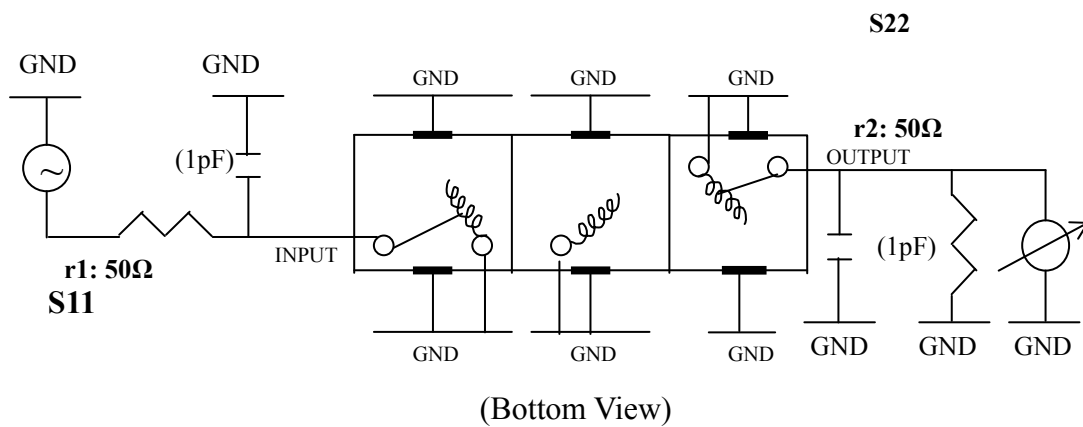 S22
GND
GND
GND
GND
GND
r2: 50Ω
(1pF)
OUTPUT
~
INPUT
(1pF)
r1: 50Ω
S11
GND
GND
GND
GND
GND
GND
(Bottom View)